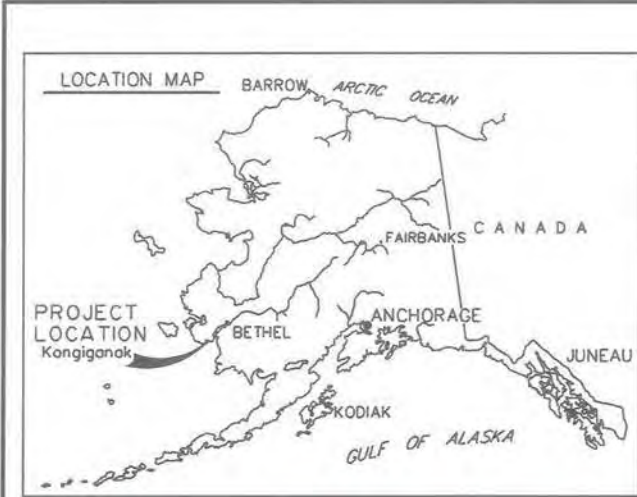 LOCATION MAP
BARROW
ARCTIC OCEAN
CANADA
FAIRBANKS
PROJECT
LOCATION
Kongiganak
BETHEL
ANCHORAGE
JUNEAU
KODIAK
GULF OF ALASKA